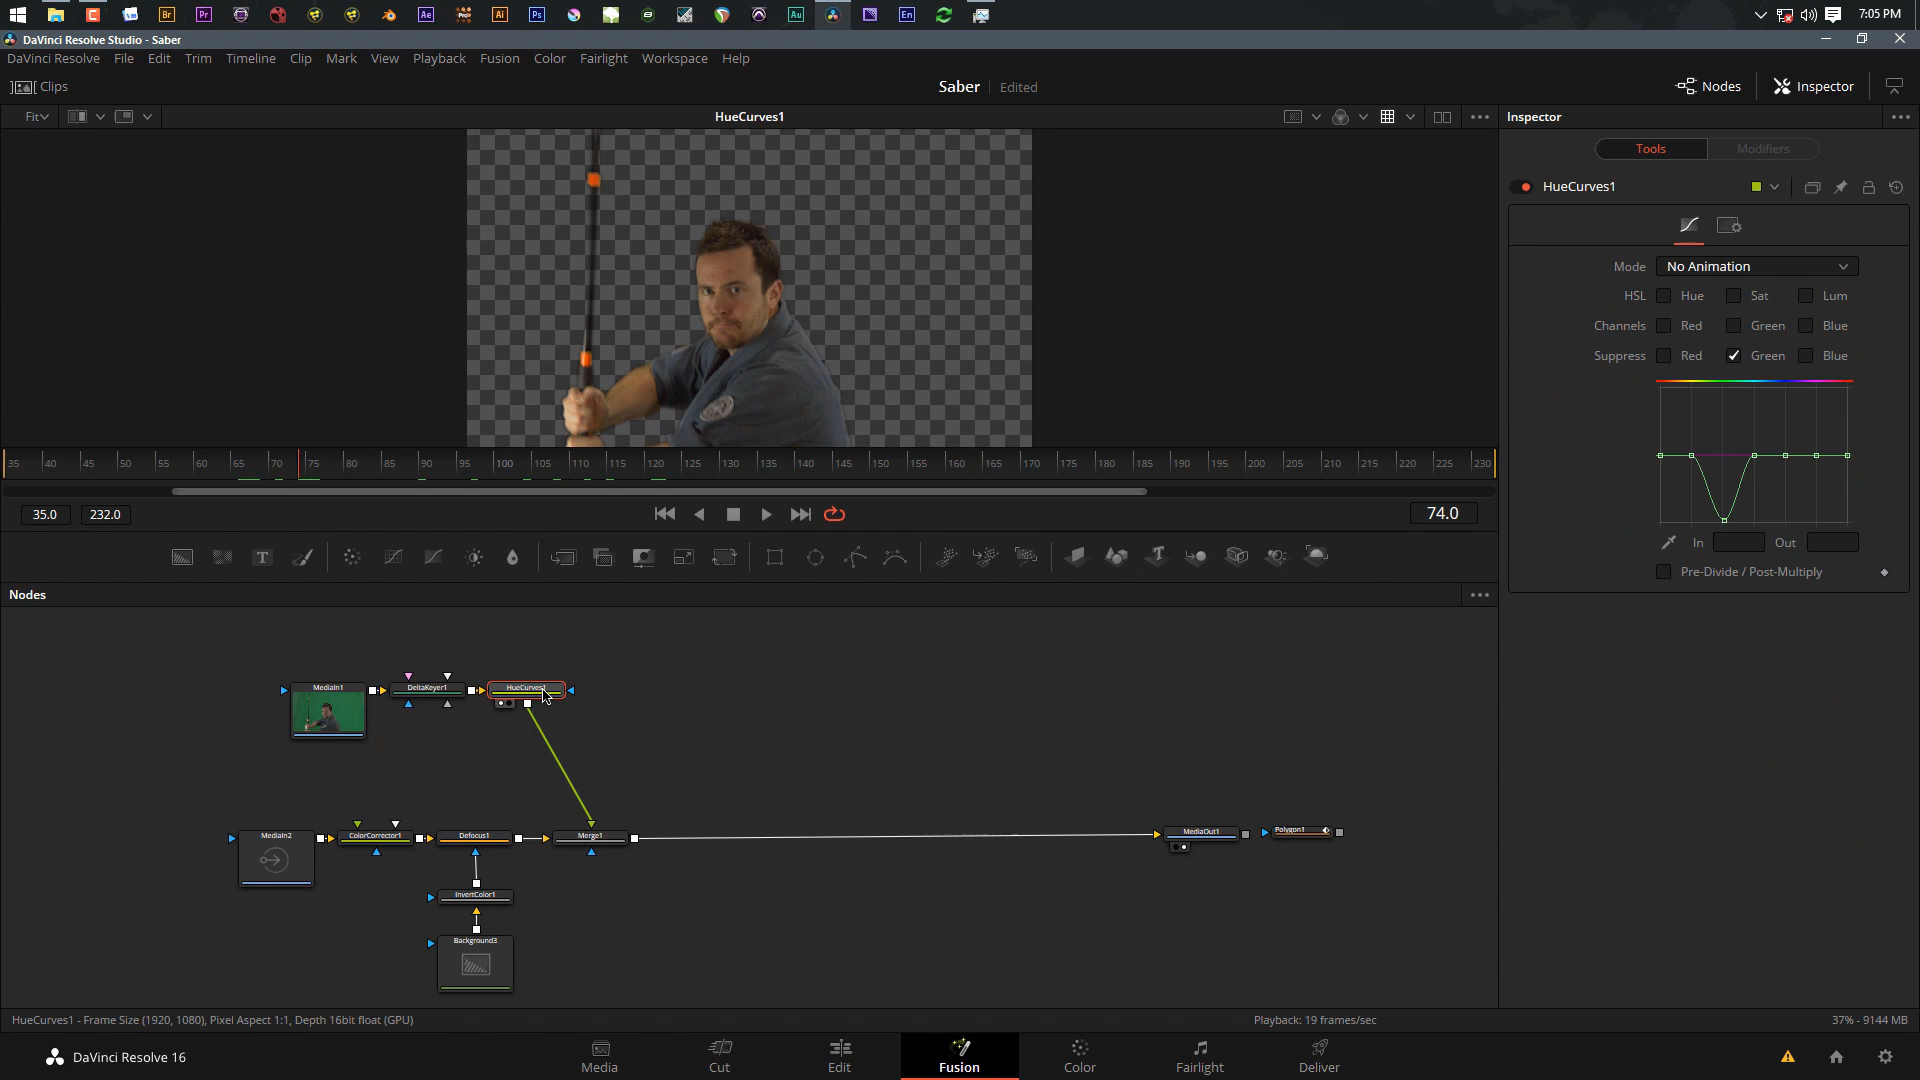 Br
Pr
Ae
Ai
Ps
Au
En
7:05 PM
DaVinci Resolve Studio - Saber
DaVinci Resolve File Edit Trim Timeline Clip Mark View Playback Fusion Color Fairlight Workspace Help
Clips
Saber Edited
Nodes
Inspector
Fit
HueCurves1
Inspector
Tools Modifiers
HueCurves1
Mode No Animation
HSL Hue Sat Lum
Channels Red Green Blue
Suppress Red Green Blue
In Out
Pre-Divide / Post-Multiply
35 40 45 50 55 60 65 70 75 80 85 90 95 100 105 110 115 120 125 130 135 140 145 150 155 160 165 170 175 180 185 190 195 200 205 210 215 220 225 230
35.0 232.0 74.0
T
Nodes
MediaIn1 DeltaKeyer1 HueCurves1
MediaIn2 ColorCorrector1 Defocus1 Merge1 MediaOut1 Polygon1
InvertColor1
Background3
HueCurves1 - Frame Size (1920, 1080), Pixel Aspect 1:1, Depth 16bit float (GPU)
Playback: 19 frames/sec
37% - 9144 MB
DaVinci Resolve 16
Media Cut Edit Fusion Color Fairlight Deliver